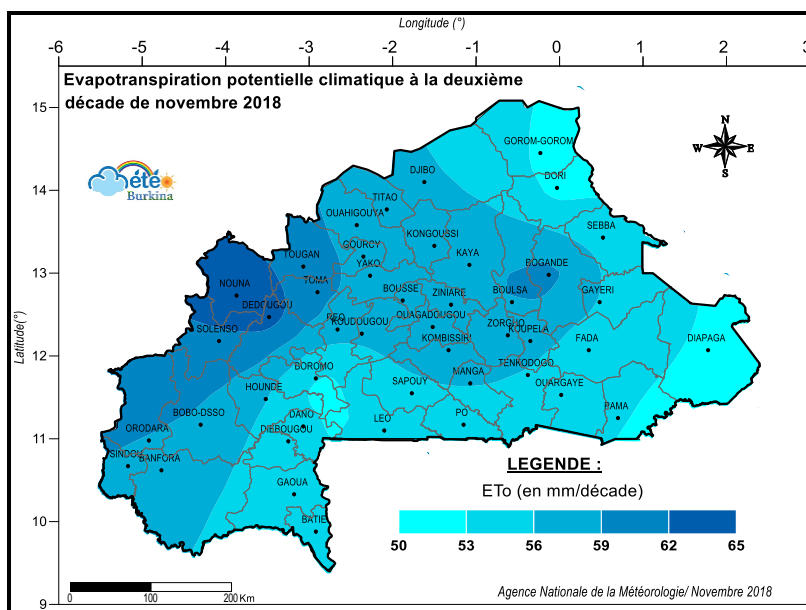 Longitude (°)
-6 -5 -4 -3 -2 -1 0 1 2 3
Evapotranspiration potentielle climatique à la deuxième
décade de novembre 2018
15
14
13
12
11
10
9
Latitude(°)
Météo
Burkina
N
W E
S
GOROM-GOROM
DORI
DJIBO
TITAO
OUAHIGOUYA
SEBBA
KONGOUSSI
TOUGAN
GOURCY
KAYA
YAKO
BOGANDE
NOUNA
TOMA
BOUSSE
ZINIARE
BOULSA
GAYERI
DEDOUGOU
SOLENSO
REO
KOUDOUGOU
OUAGADOUGOU
ZORGHO
KOUPELA
KOMBISSIRI
FADA
DIAPAGA
BOROMO
MANGA
TENKODOGO
HOUNDE
SAPOUY
OUARGAYE
BOBO-DSSO
DANO
LEO
PO
PAMA
ORODARA
DIEBOUGOU
SINDOU
BANFORA
GAOUA
BATIE
LEGENDE :
ETo (en mm/décade)
50 53 56 59 62 65
0 100 200 Km
Agence Nationale de la Météorologie/ Novembre 2018